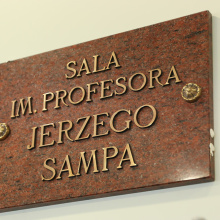 SALA
IM. PROFESORA
JERZEGO
SAMPA